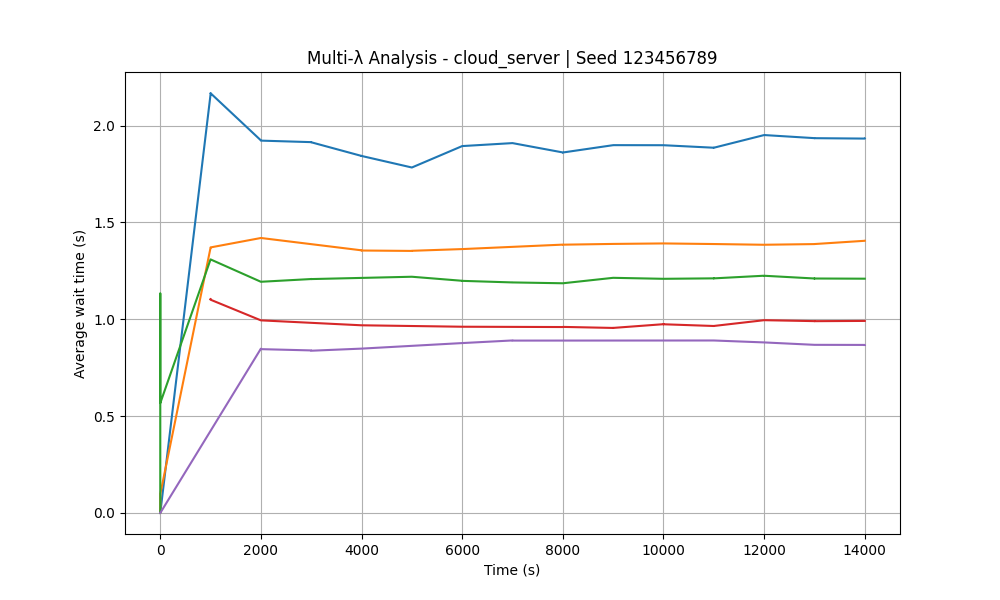 Multi-λ Analysis - cloud_server | Seed 123456789
Average wait time (s)
2.0
1.5
1.0
0.5
0.0
0 2000 4000 6000 8000 10000 12000 14000
Time (s)